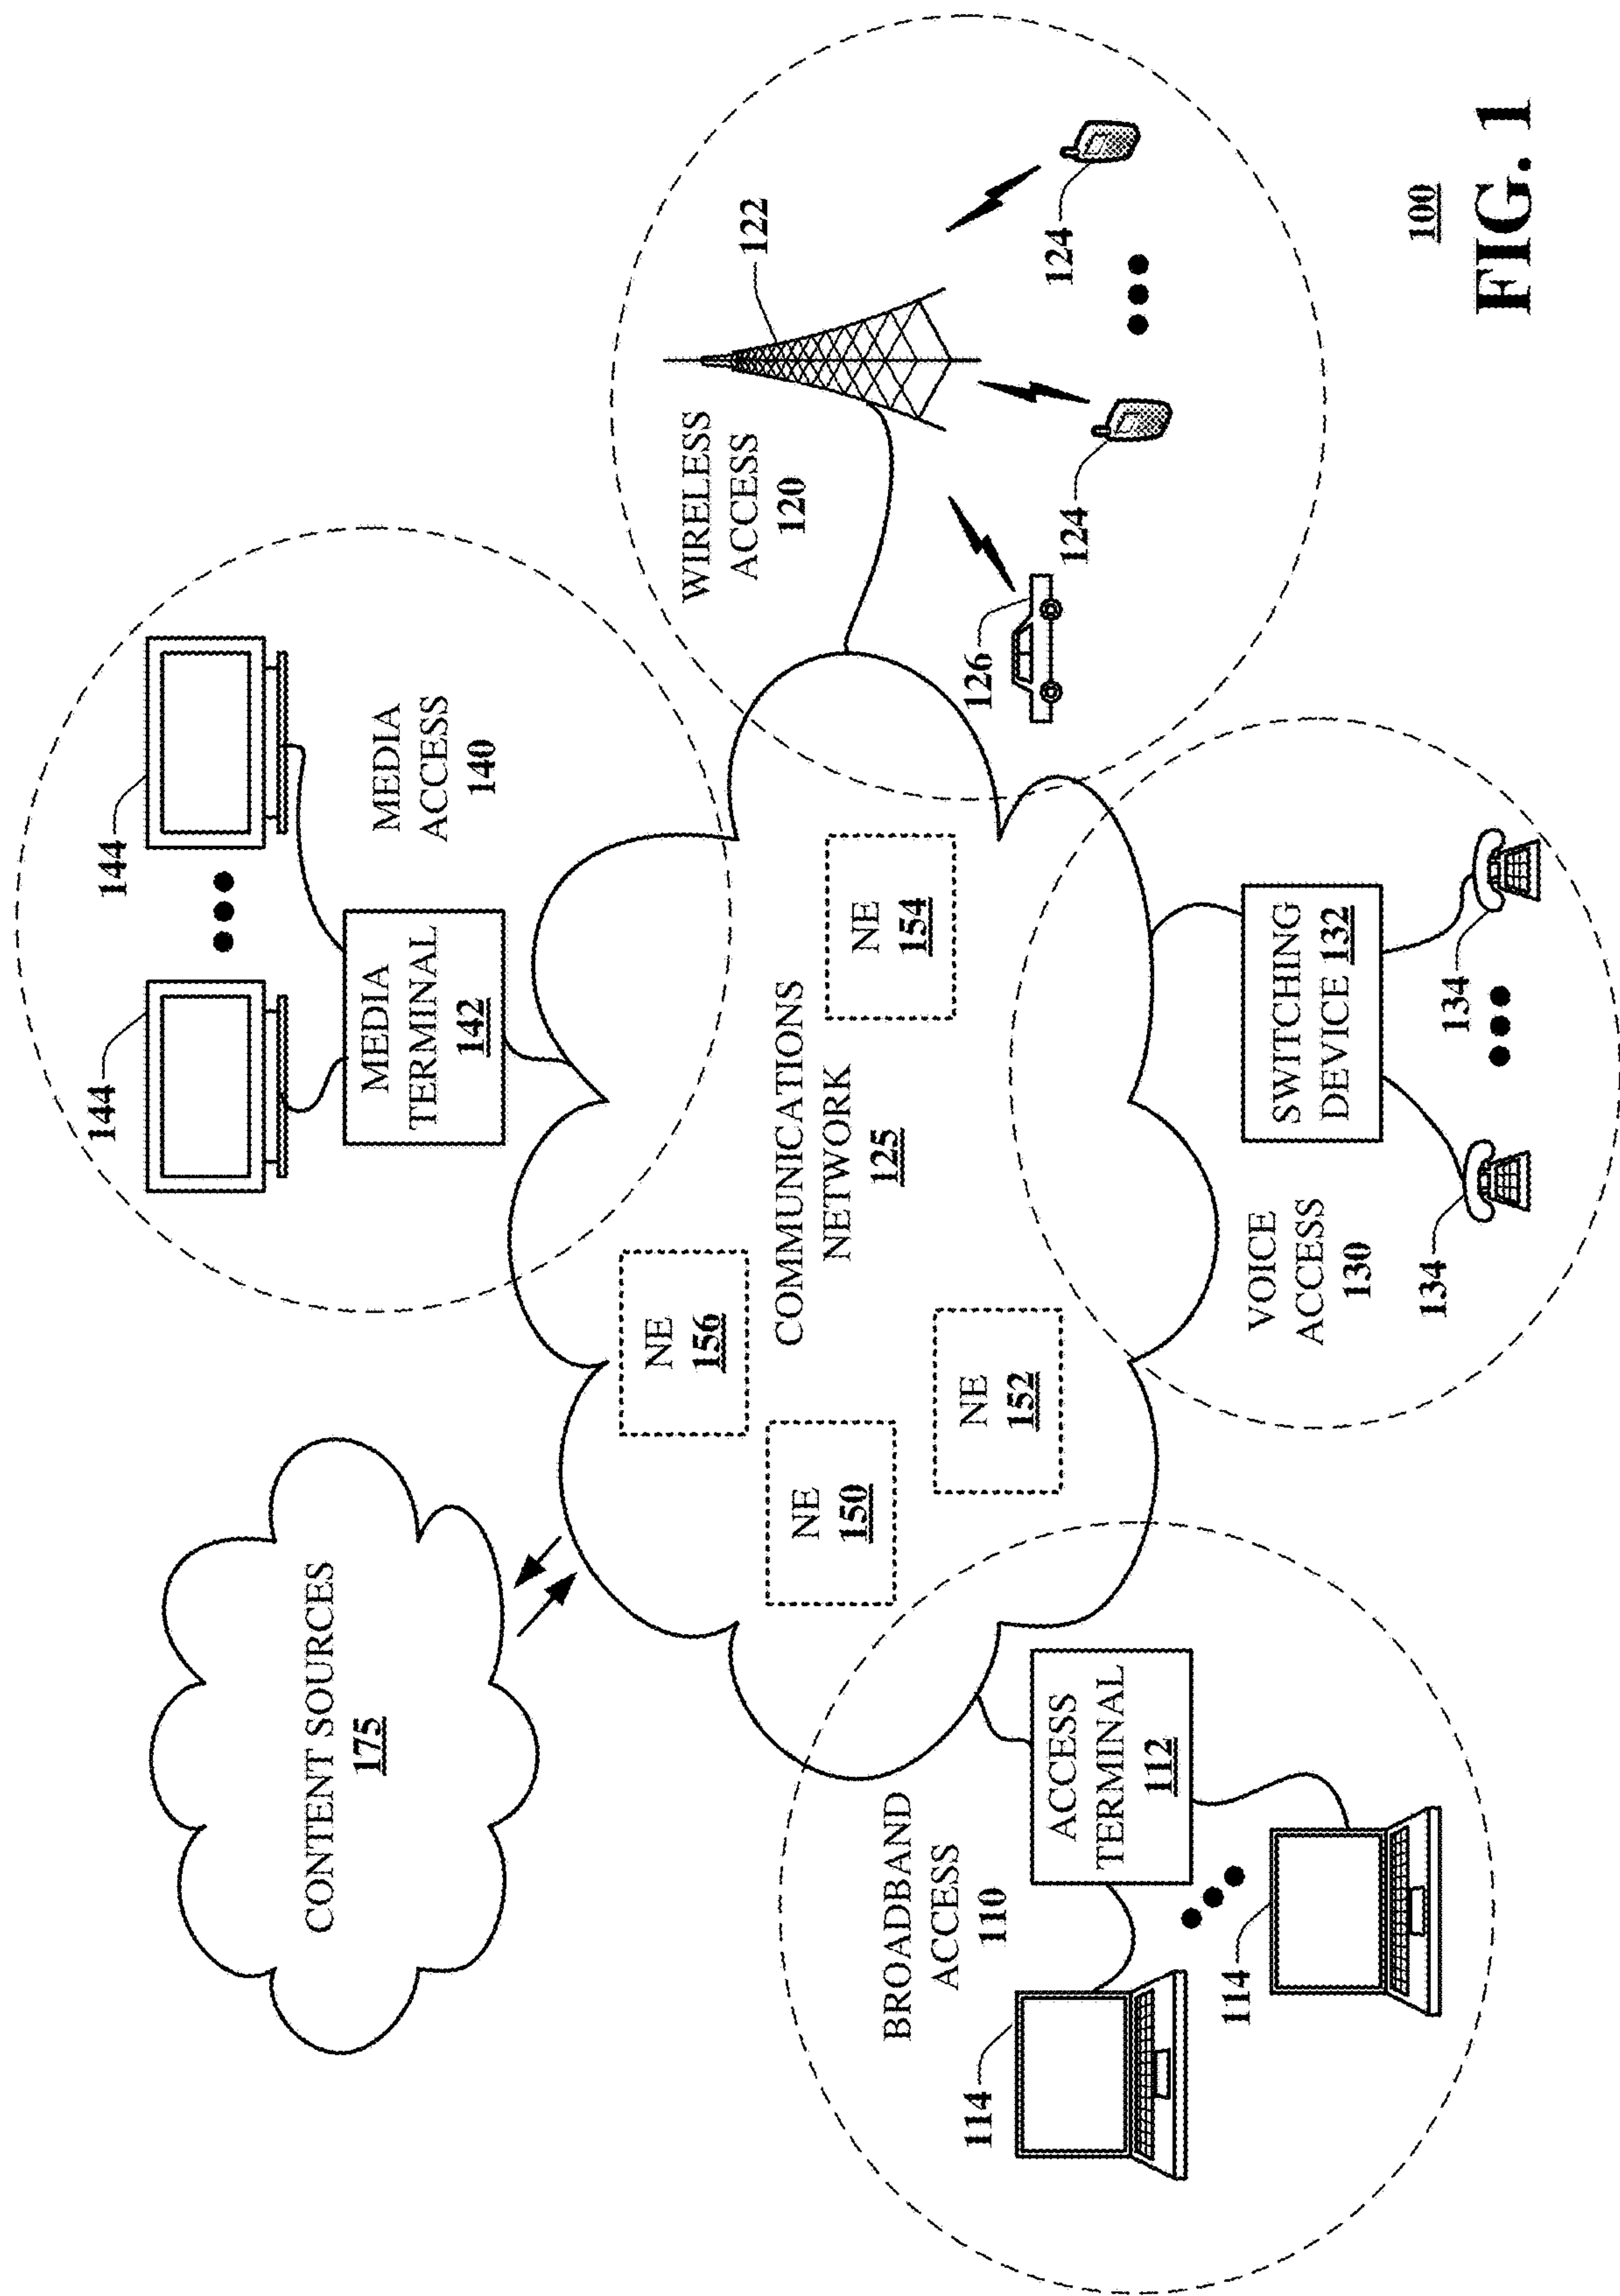 CONTENT SOURCES
175
144
144
MEDIA
TERMINAL
142
MEDIA
ACCESS
140
NE
156
NE
150
NE
152
NE
154
COMMUNICATIONS
NETWORK
125
WIRELESS
ACCESS
120
122
124
124
126
BROADBAND
ACCESS
110
ACCESS
TERMINAL
112
114
114
VOICE
ACCESS
130
SWITCHING
DEVICE 132
134
134
100
FIG. 1